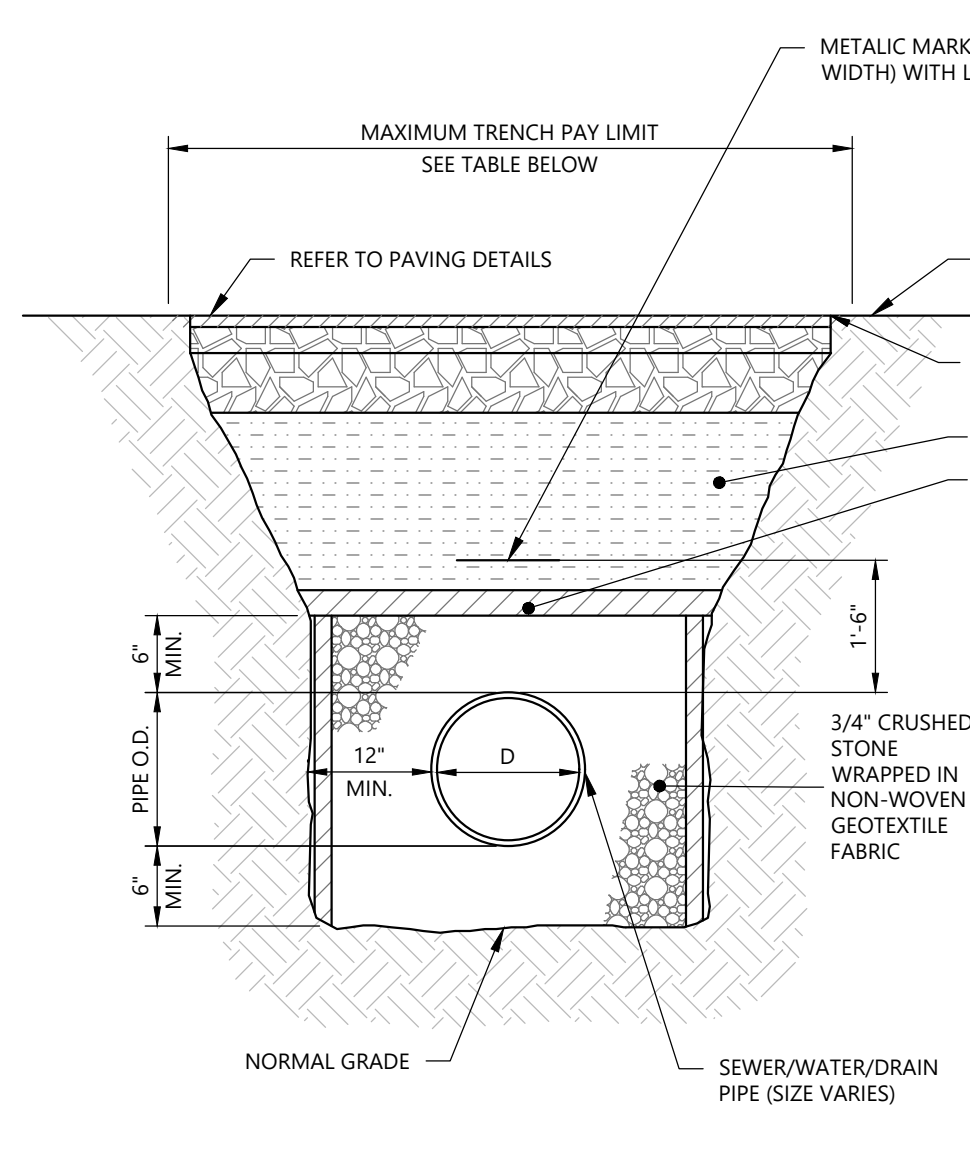 METALIC MARK
WIDTH) WITH L
MAXIMUM TRENCH PAY LIMIT
SEE TABLE BELOW
REFER TO PAVING DETAILS
6"
MIN.
1'-6"
PIPE O.D.
12"
MIN.
D
3/4" CRUSHED
STONE
WRAPPED IN
NON-WOVEN
GEOTEXTILE
FABRIC
6"
MIN.
NORMAL GRADE
SEWER/WATER/DRAIN
PIPE (SIZE VARIES)